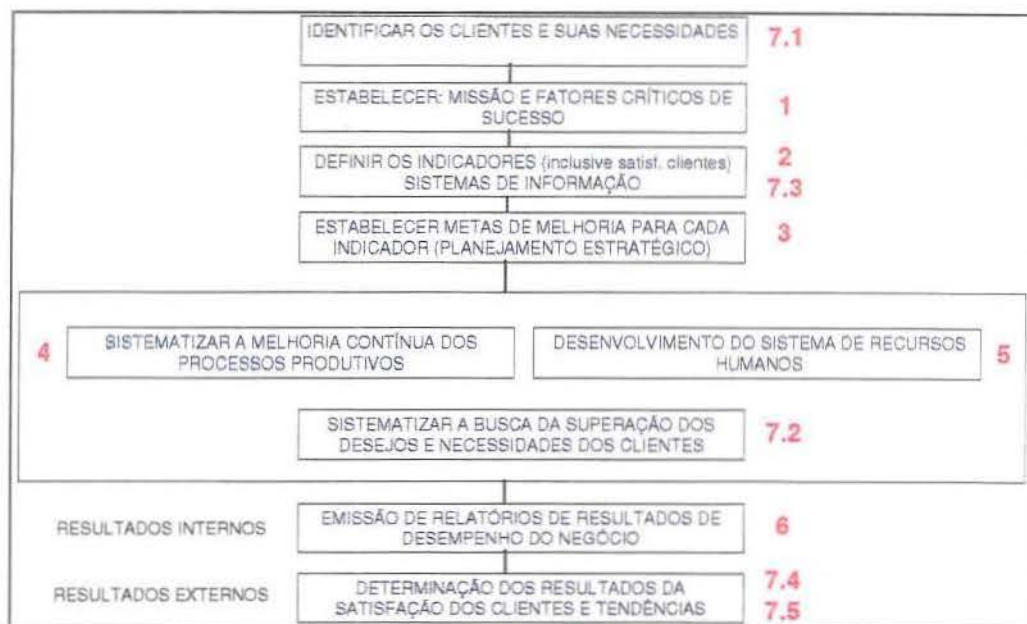 IDENTIFICAR OS CLIENTES E SUAS NECESSIDADES
7.1
ESTABELECER: MISSÃO E FATORES CRÍTICOS DE
SUCESSO
1
DEFINIR OS INDICADORES (inclusive satisf. clientes)
SISTEMAS DE INFORMAÇÃO
2
7.3
ESTABELECER METAS DE MELHORIA PARA CADA
INDICADOR (PLANEJAMENTO ESTRATÉGICO)
3
4
SISTEMATIZAR A MELHORIA CONTÍNUA DOS
PROCESSOS PRODUTIVOS
DESENVOLVIMENTO DO SISTEMA DE RECURSOS
HUMANOS
5
SISTEMATIZAR A BUSCA DA SUPERAÇÃO DOS
DESEJOS E NECESSIDADES DOS CLIENTES
7.2
RESULTADOS INTERNOS
EMISSÃO DE RELATÓRIOS DE RESULTADOS DE
DESEMPENHO DO NEGÓCIO
6
RESULTADOS EXTERNOS
DETERMINAÇÃO DOS RESULTADOS DA
SATISFAÇÃO DOS CLIENTES E TENDÊNCIAS
7.4
7.5